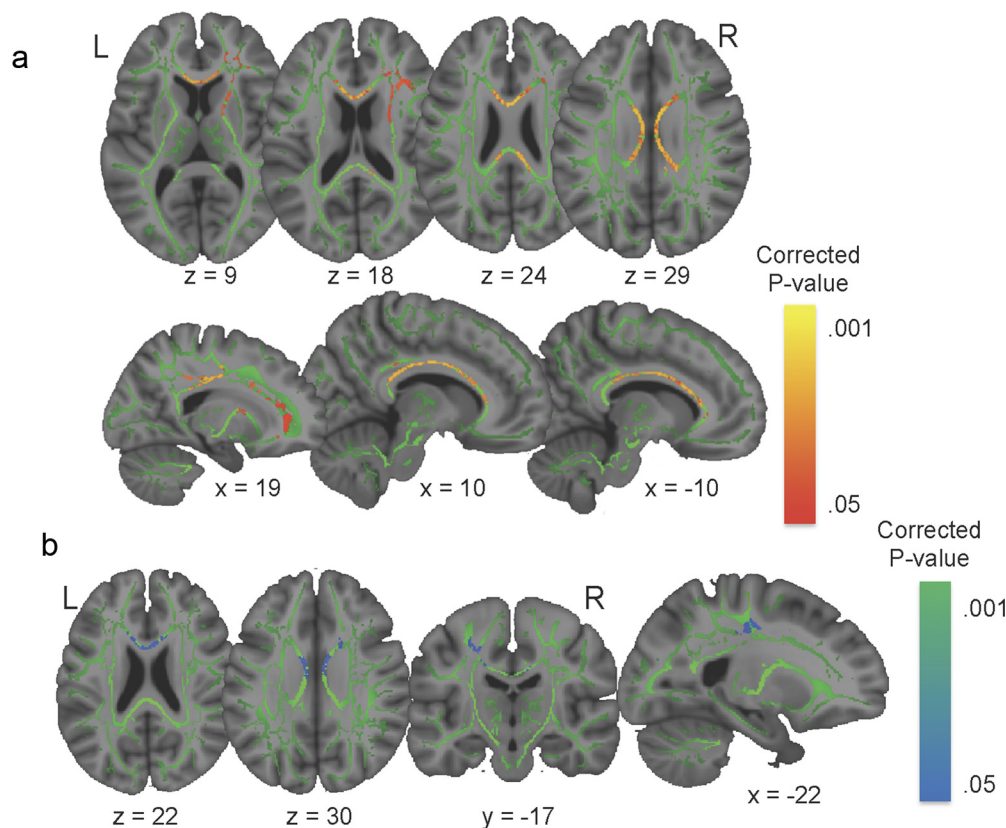 a
L
R
z = 9
z = 18
z = 24
z = 29
Corrected
P-value
.001
.05
x = 19
x = 10
x = -10
b
L
R
Corrected
P-value
.001
.05
z = 22
z = 30
y = -17
x = -22